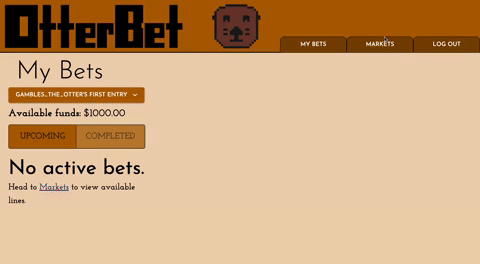 OtterBet
MY BETS
MARKETS
LOG OUT
My Bets
GAMBLES_THE_OTTER'S FIRST ENTRY
Available funds: $1000.00
UPCOMING
COMPLETED
No active bets.
Head to Markets to view available
lines.